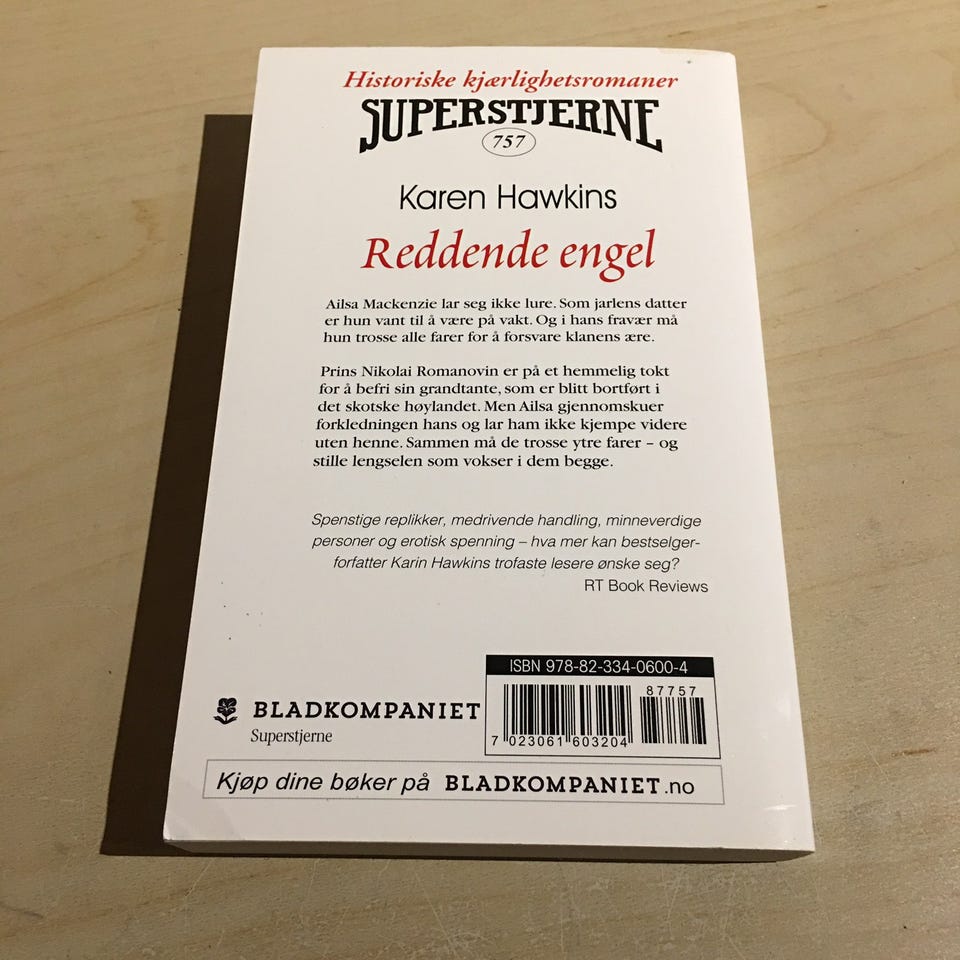 Historiske kjærlighetsromaner
SUPERSTJERNE
757
Karen Hawkins
Reddende engel
Ailsa Mackenzie lar seg ikke lure. Som jarlens datter
er hun vant til å være på vakt. Og i hans fravær må
hun trosse alle farer for å forsvare klanens ære.
Prins Nikolai Romanovin er på et hemmelig tokt
for å befri sin grandtante, som er blitt bortført i
det skotske høylandet. Men Ailsa gjennomskuer
forkledningen hans og lar ham ikke kjempe videre
uten henne. Sammen må de trosse ytre farer – og
stille lengselen som vokser i dem begge.
Spenstige replikker, medrivende handling, minneverdige
personer og erotisk spenning – hva mer kan bestselger-
forfatter Karin Hawkins trofaste lesere ønske seg?
RT Book Reviews
ISBN 978-82-334-0600-4
87757
7 023061 603204
BLADKOMPANIET
Superstjerne
Kjøp dine bøker på BLADKOMPANIET.no